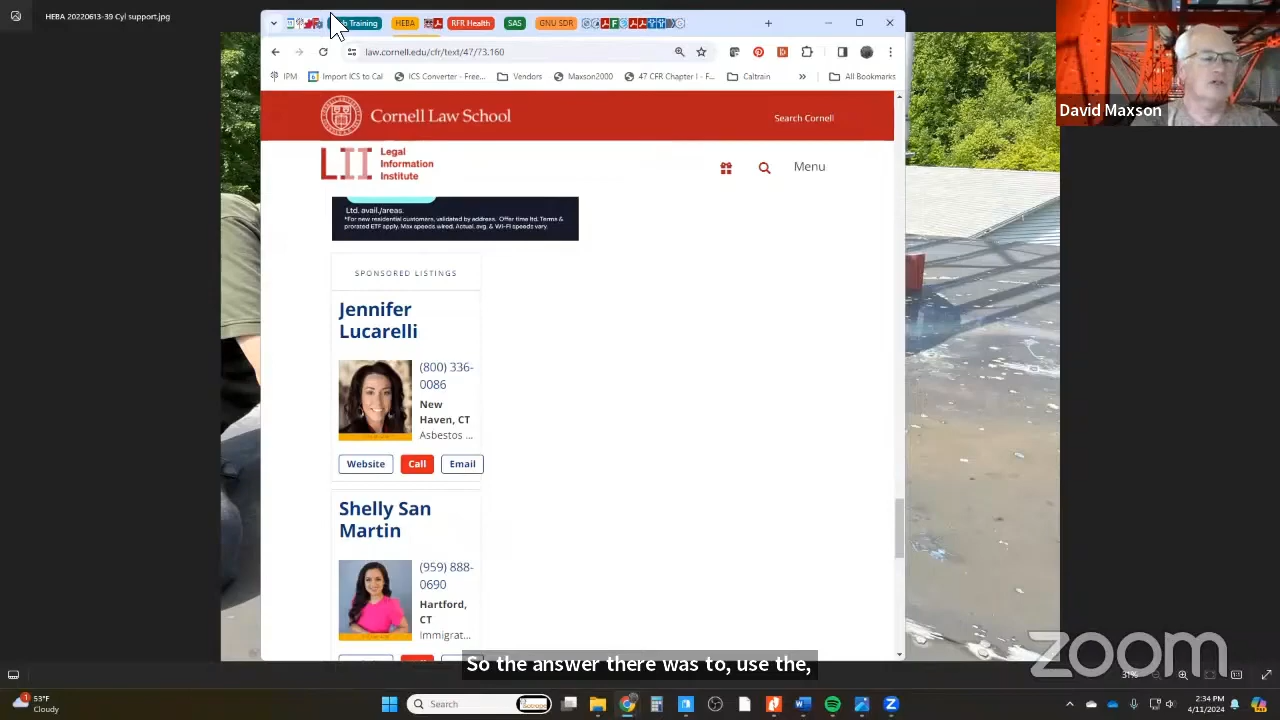 HEBA 20220613-39 Cyl support.jpg
Training
HEBA
RFR Health
SAS
GNU SDR
law.cornell.edu/cfr/text/47/73.160
IPM
Import ICS to Cal
ICS Converter - Free...
Vendors
Maxson2000
47 CFR Chapter I - F...
Caltrain
All Bookmarks
David Maxson
Cornell Law School
Search Cornell
LII
Legal
Information
Institute
Menu
Ltd. avail./areas.
*For new residential customers, validated by address. Offer time ltd. Terms &
prorated ETF apply. Max speeds wired. Actual, avg. & Wi-Fi speeds vary.
SPONSORED LISTINGS
Jennifer
Lucarelli
(800) 336-
0086
New
Haven, CT
Asbestos ...
Website
Call
Email
Shelly San
Martin
(959) 888-
0690
Hartford,
CT
Immigrat...
So the answer there was to, use the,
zoom
31%
53°F
Cloudy
Search
2:34 PM
4/11/2024